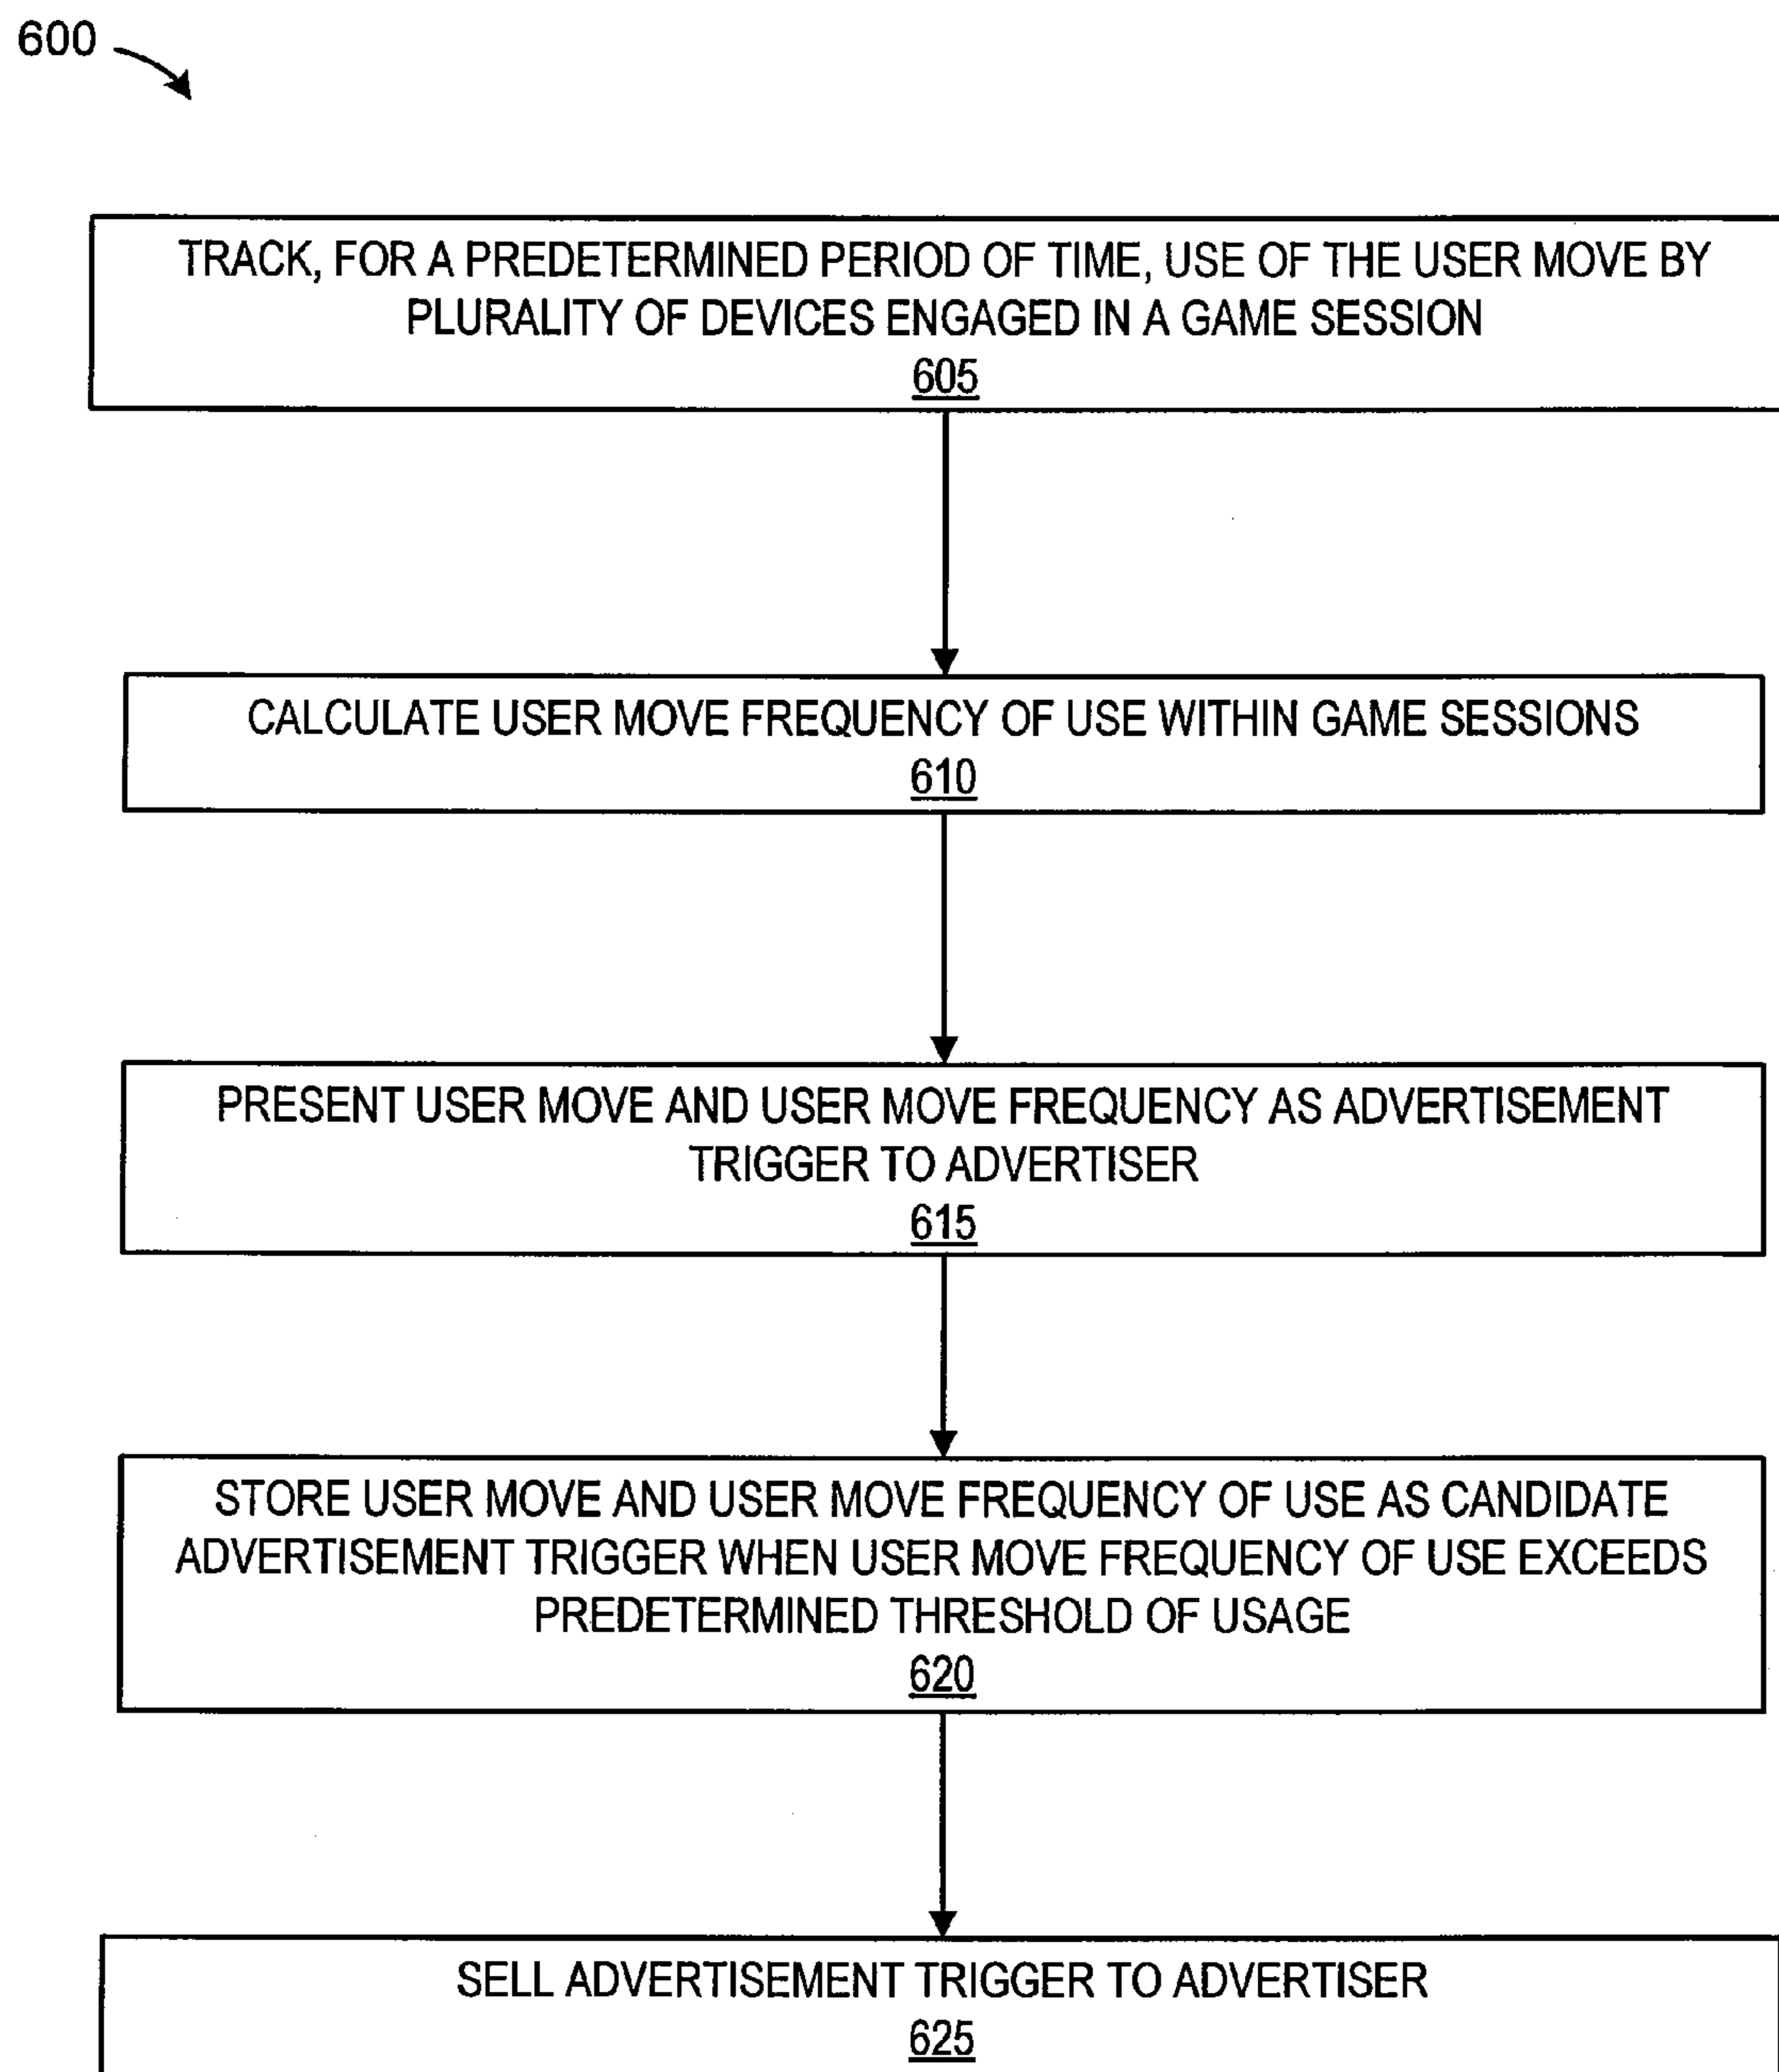 600
TRACK, FOR A PREDETERMINED PERIOD OF TIME, USE OF THE USER MOVE BY
PLURALITY OF DEVICES ENGAGED IN A GAME SESSION
605
CALCULATE USER MOVE FREQUENCY OF USE WITHIN GAME SESSIONS
610
PRESENT USER MOVE AND USER MOVE FREQUENCY AS ADVERTISEMENT
TRIGGER TO ADVERTISER
615
STORE USER MOVE AND USER MOVE FREQUENCY OF USE AS CANDIDATE
ADVERTISEMENT TRIGGER WHEN USER MOVE FREQUENCY OF USE EXCEEDS
PREDETERMINED THRESHOLD OF USAGE
620
SELL ADVERTISEMENT TRIGGER TO ADVERTISER
625